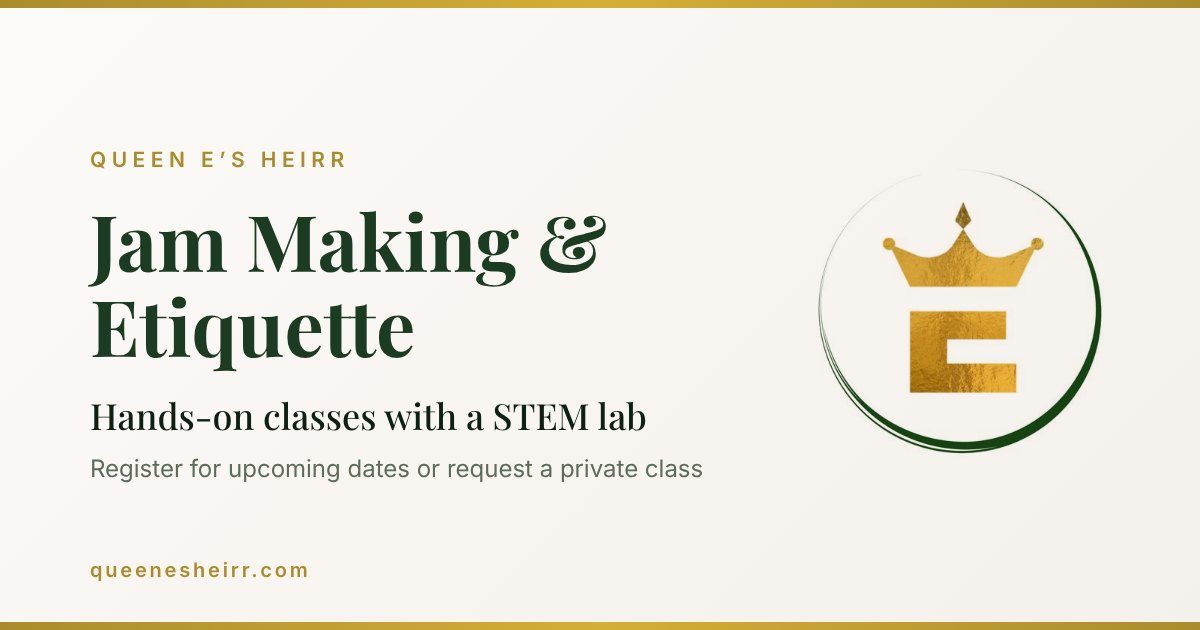 QUEEN E’S HEIRR
Jam Making &
Etiquette
Hands-on classes with a STEM lab
Register for upcoming dates or request a private class
queenesheirr.com
E